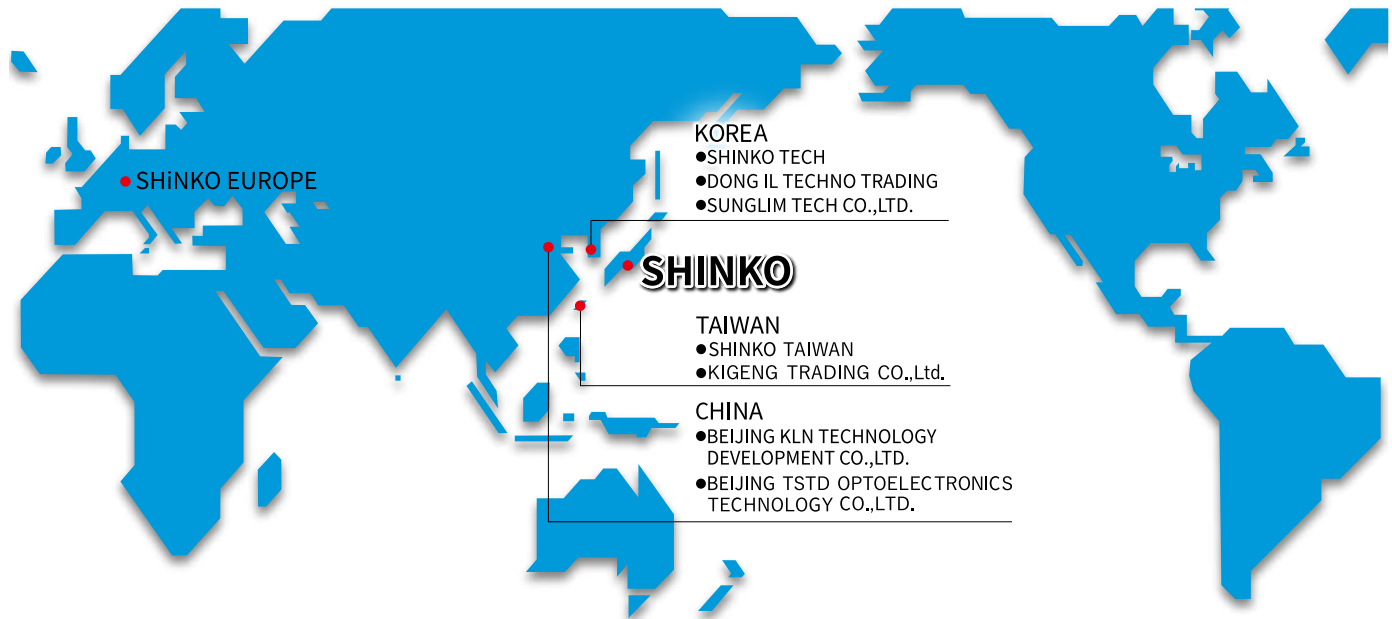 SHiNKO EUROPE
KOREA
●SHINKO TECH
●DONG IL TECHNO TRADING
●SUNGLIM TECH CO.,LTD.
SHINKO
TAIWAN
●SHINKO TAIWAN
●KIGENG TRADING CO.,Ltd.
CHINA
●BEIJING KLN TECHNOLOGY
DEVELOPMENT CO.,LTD.
●BEIJING TSTD OPTOELECTRONICS
TECHNOLOGY CO.,LTD.